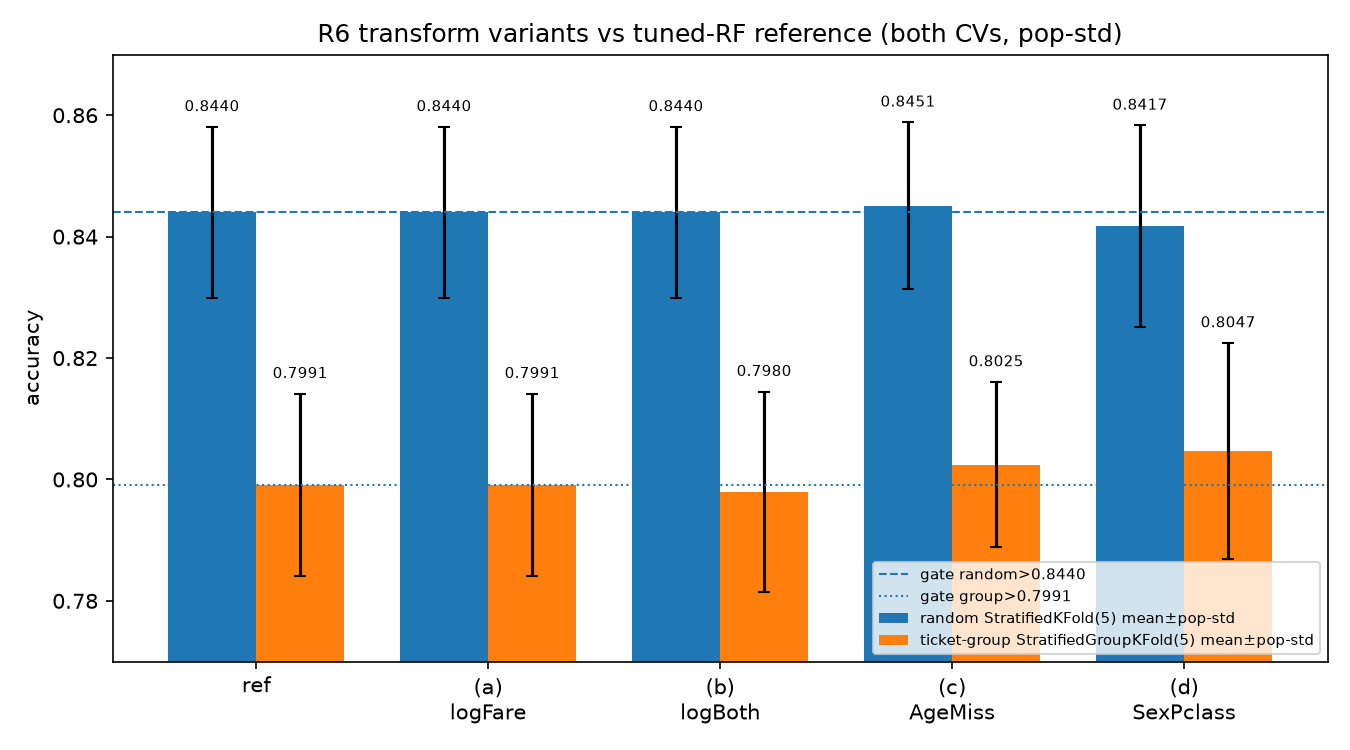 R6 transform variants vs tuned-RF reference (both CVs, pop-std)
accuracy
0.86
0.84
0.82
0.80
0.78
0.8440
0.7991
0.8440
0.7991
0.8440
0.7980
0.8451
0.8025
0.8417
0.8047
gate random>0.8440
gate group>0.7991
random StratifiedKFold(5) mean±pop-std
ticket-group StratifiedGroupKFold(5) mean±pop-std
ref
(a)
logFare
(b)
logBoth
(c)
AgeMiss
(d)
SexPclass